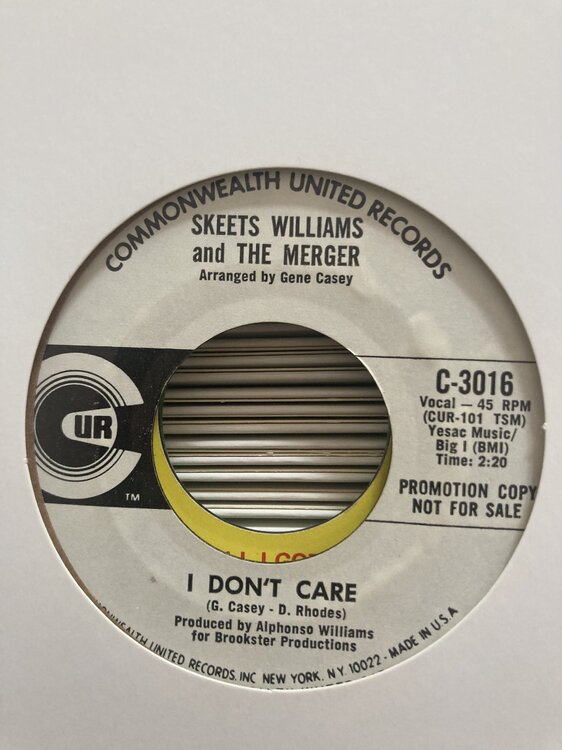 COMMONWEALTH UNITED RECORDS
SKEETS WILLIAMS
and THE MERGER
Arranged by Gene Casey
CUR
TM
C-3016
Vocal — 45 RPM
(CUR-101 TSM)
Yesac Music/
Big I (BMI)
Time: 2:20
PROMOTION COPY
NOT FOR SALE
I DON'T CARE
(G. Casey - D. Rhodes)
Produced by Alphonso Williams
for Brookster Productions
UNITED RECORDS, INC NEW YORK, N.Y. 10022 - MADE IN U.S.A